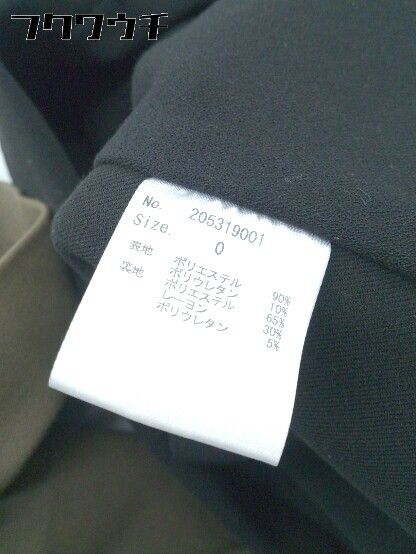 フクウウチ
No. 205319001
Size. 0
表地 ポリエステル 90%
ポリウレタン 10%
裏地 ポリエステル 65%
レーヨン 30%
ポリウレタン 5%